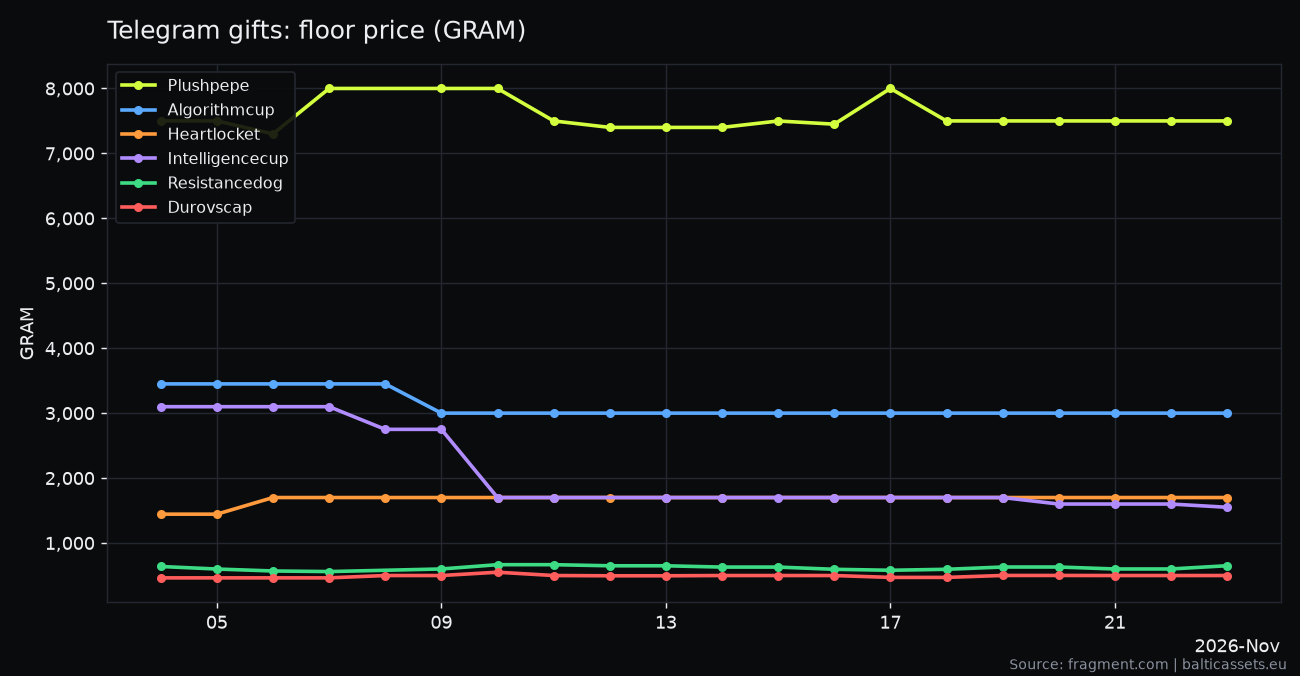 Telegram gifts: floor price (GRAM)
Plushpepe
Algorithmcup
Heartlocket
Intelligencecup
Resistancedog
Durovscap
8,000
7,000
6,000
5,000
4,000
3,000
2,000
1,000
GRAM
05 09 13 17 21
2026-Nov
Source: fragment.com | balticassets.eu